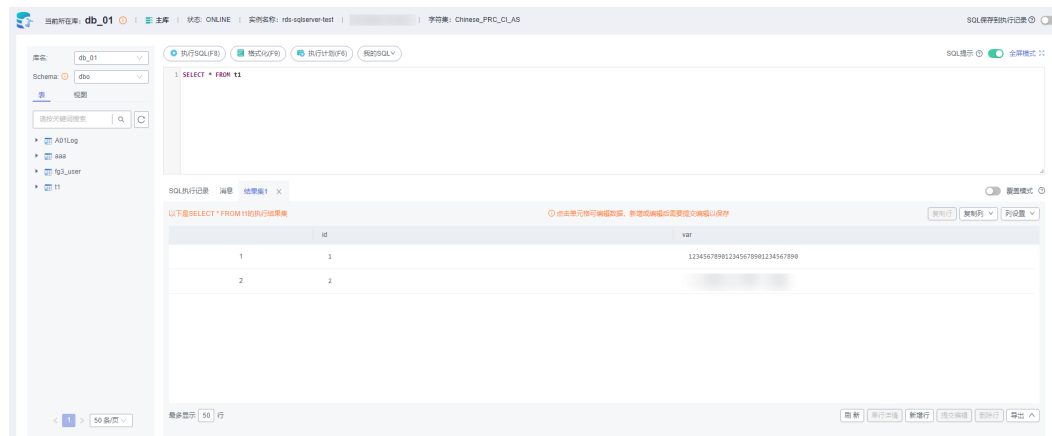 当前所在库: db_01 | 主库 | 状态: ONLINE | 实例名称: rds-sqlserver-test | | 字符集: Chinese_PRC_CI_AS SQL保存到执行记录
库名: db_01
Schema: dbo
表 视图
请按关键词搜索
A01Log
aaa
fg3_user
t1
< 1 > 50 条/页
执行SQL(F8) 格式化(F9) 执行计划(F6) 我的SQL SQL提示 全屏模式
1 SELECT * FROM t1
SQL执行记录 消息 结果集1 × 覆盖模式
以下是SELECT * FROM t1的执行结果集 点击单元格可编辑数据，新增或编辑后需要提交编辑以保存 复制行 复制列 列设置
id var
1 1 123456789012345678901234567890
2 2
最多显示 50 行 刷新 单行详情 新增行 提交编辑 删除行 导出